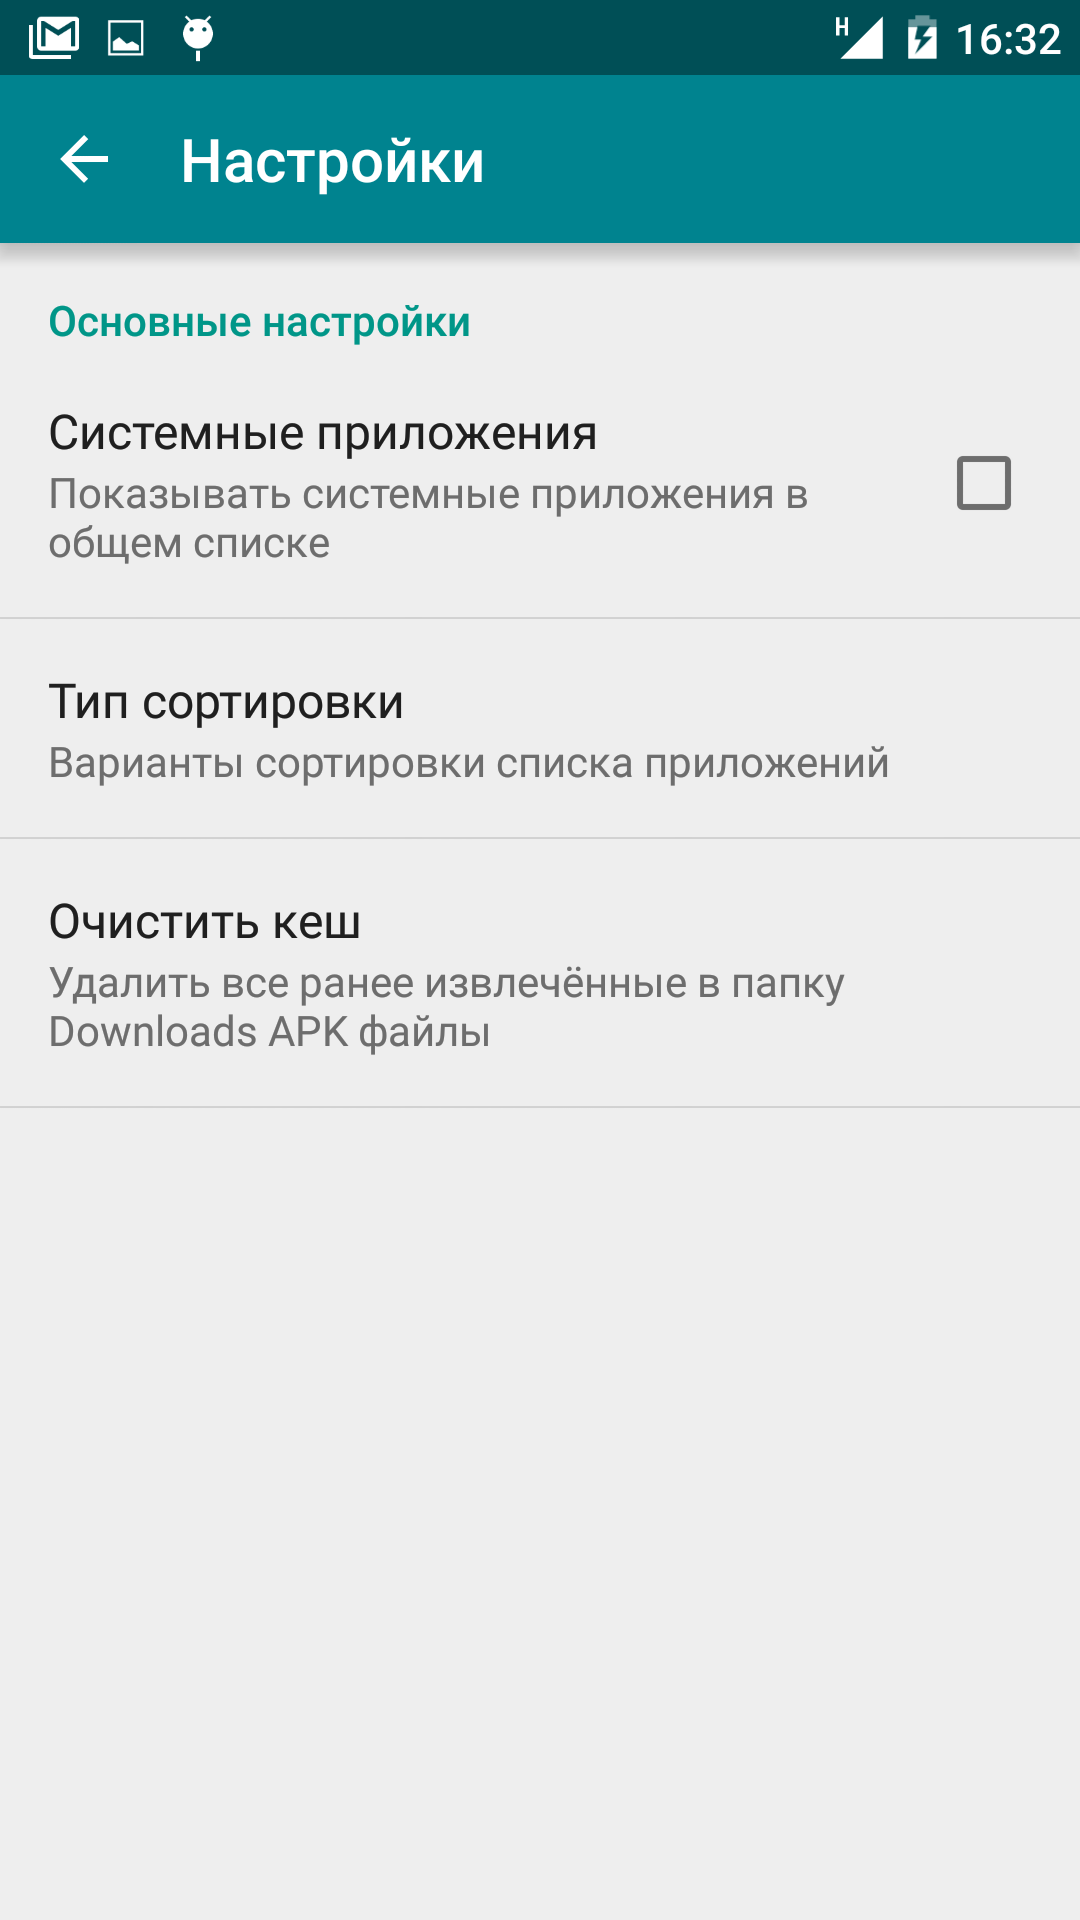 H 16:32
Настройки
Основные настройки
Системные приложения
Показывать системные приложения в
общем списке
Тип сортировки
Варианты сортировки списка приложений
Очистить кеш
Удалить все ранее извлечённые в папку
Downloads APK файлы